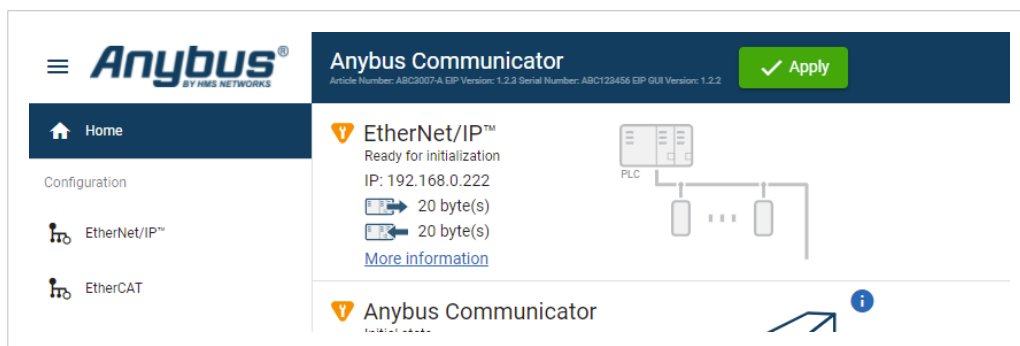 Anybus®
BY HMS NETWORKS
Anybus Communicator
Article Number: ABC3007-A EIP Version: 1.2.3 Serial Number: ABC123456 EIP GUI Version: 1.2.2
Apply
Home
Configuration
EtherNet/IP™
EtherCAT
EtherNet/IP™
Ready for initialization
IP: 192.168.0.222
20 byte(s)
20 byte(s)
More information
PLC
Anybus Communicator
Initial state